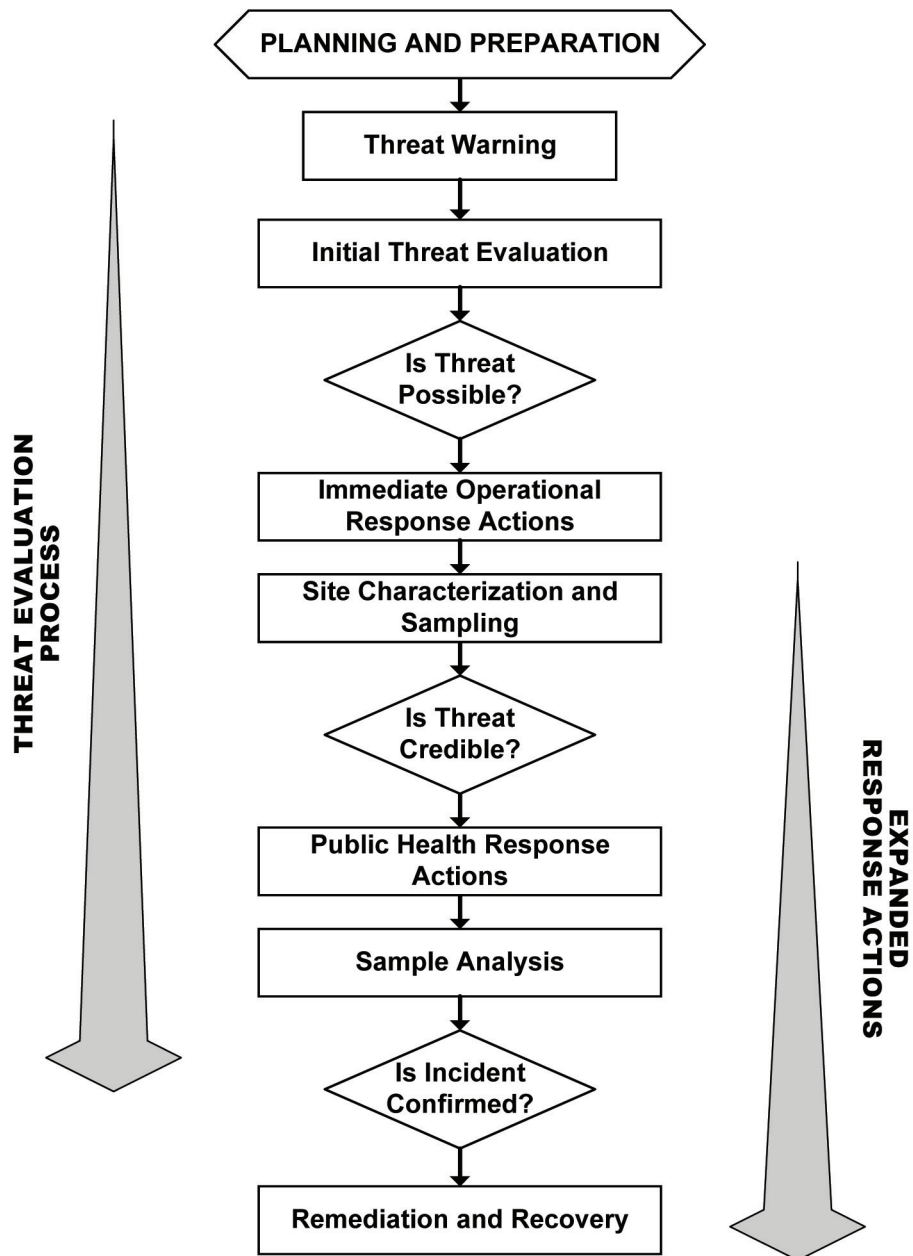 PLANNING AND PREPARATION
Threat Warning
Initial Threat Evaluation
Is Threat
Possible?
Immediate Operational
Response Actions
Site Characterization and
Sampling
Is Threat
Credible?
Public Health Response
Actions
Sample Analysis
Is Incident
Confirmed?
Remediation and Recovery
THREAT EVALUATION
PROCESS
EXPANDED
RESPONSE ACTIONS